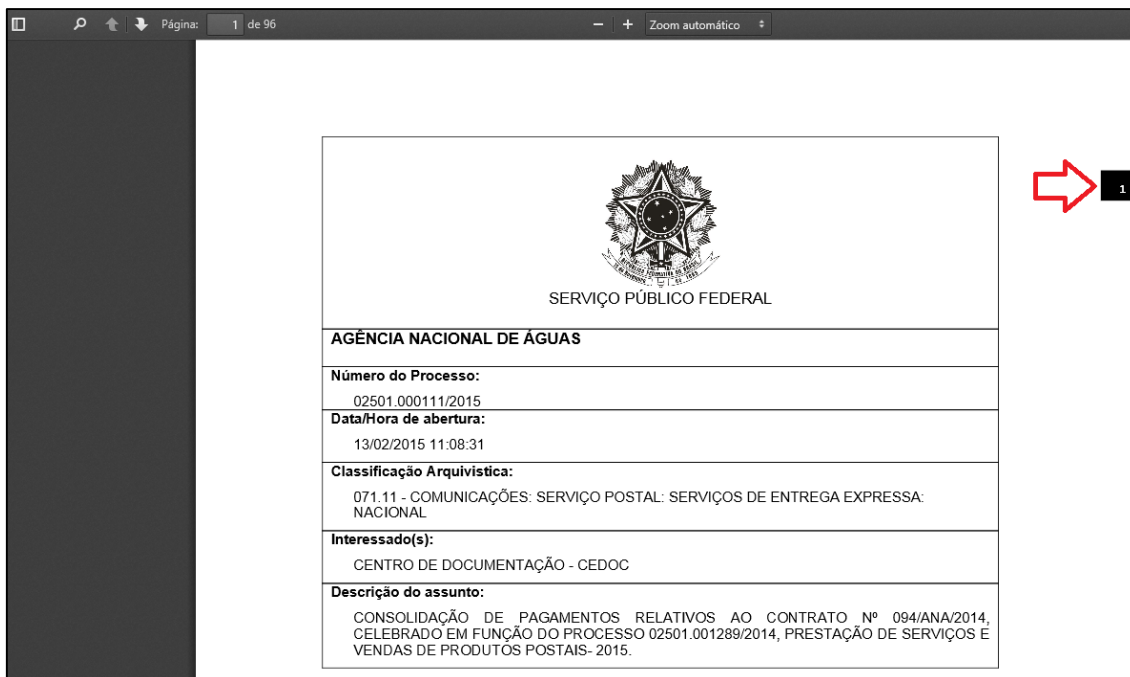 Página: 1 de 96 Zoom automático
1
SERVIÇO PÚBLICO FEDERAL
AGÊNCIA NACIONAL DE ÁGUAS
Número do Processo:
02501.000111/2015
Data/Hora de abertura:
13/02/2015 11:08:31
Classificação Arquivistica:
071.11 - COMUNICAÇÕES: SERVIÇO POSTAL: SERVIÇOS DE ENTREGA EXPRESSA:
NACIONAL
Interessado(s):
CENTRO DE DOCUMENTAÇÃO - CEDOC
Descrição do assunto:
CONSOLIDAÇÃO DE PAGAMENTOS RELATIVOS AO CONTRATO Nº 094/ANA/2014,
CELEBRADO EM FUNÇÃO DO PROCESSO 02501.001289/2014, PRESTAÇÃO DE SERVIÇOS E
VENDAS DE PRODUTOS POSTAIS- 2015.